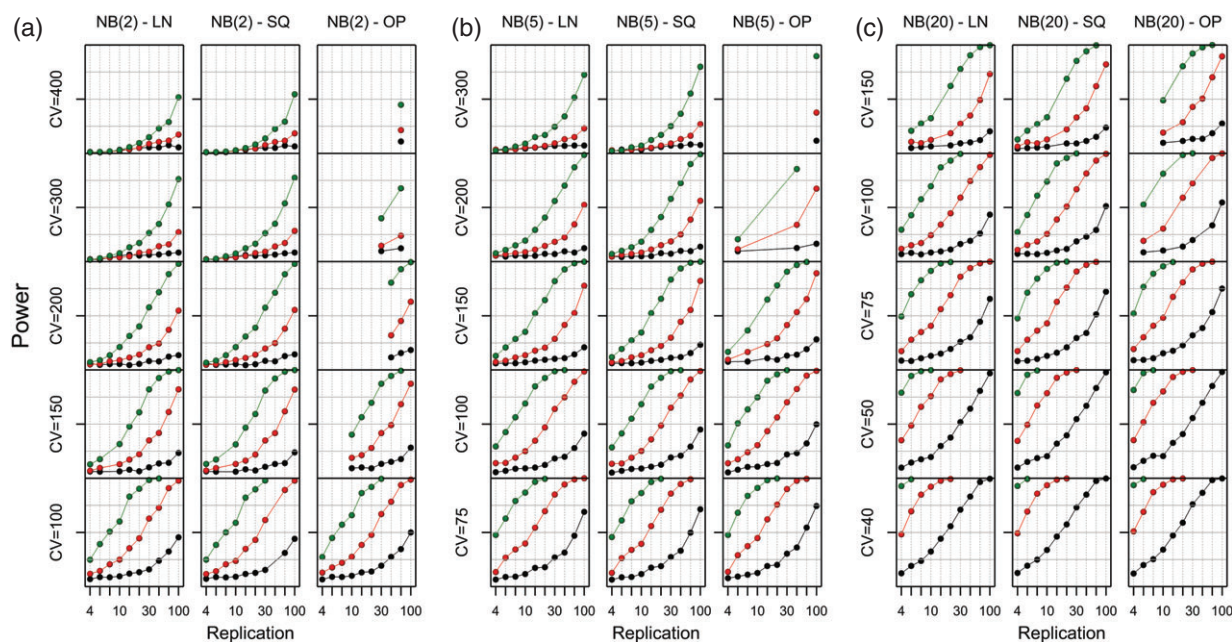 (a) NB(2) - LN NB(2) - SQ NB(2) - OP (b) NB(5) - LN NB(5) - SQ NB(5) - OP (c) NB(20) - LN NB(20) - SQ NB(20) - OP
CV=400 CV=300 CV=150
CV=300 CV=200 CV=100
Power
CV=200 CV=150 CV=75
CV=150 CV=100 CV=50
CV=100 CV=75 CV=40
4 10 30 100 4 10 30 100 4 10 30 100 4 10 30 100 4 10 30 100 4 10 30 100 4 10 30 100 4 10 30 100 4 10 30 100
Replication Replication Replication